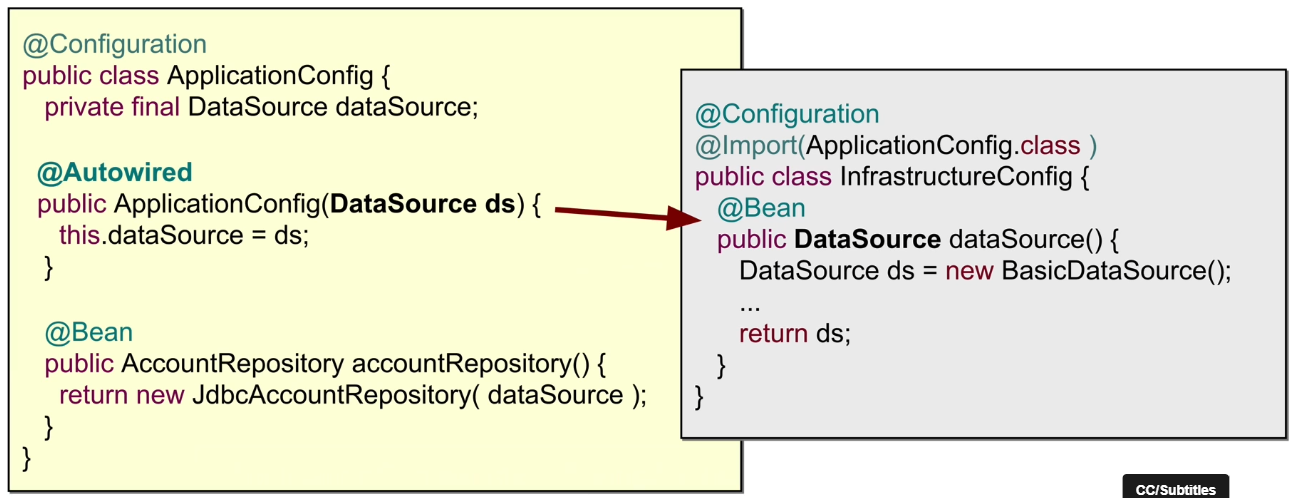 @Configuration
public class ApplicationConfig {
private final DataSource dataSource;
@Autowired
public ApplicationConfig(DataSource ds) {
this.dataSource = ds;
}
@Bean
public AccountRepository accountRepository() {
return new JdbcAccountRepository( dataSource );
}
}
@Configuration
@Import(ApplicationConfig.class )
public class InfrastructureConfig {
@Bean
public DataSource dataSource() {
DataSource ds = new BasicDataSource();
...
return ds;
}
}
CC/Subtitles